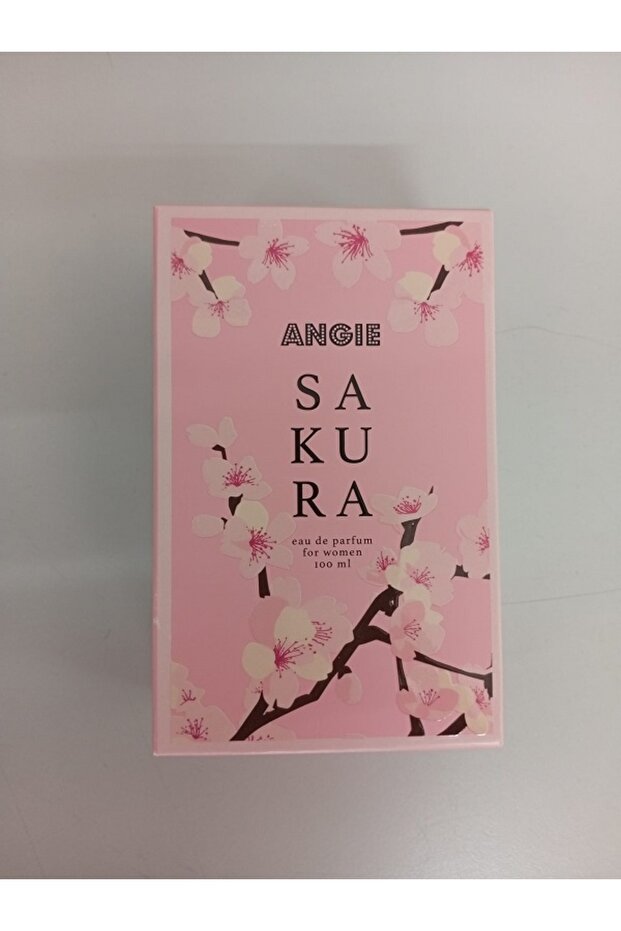 ANGIE
SA
KU
RA
eau de parfum
for women
100 ml